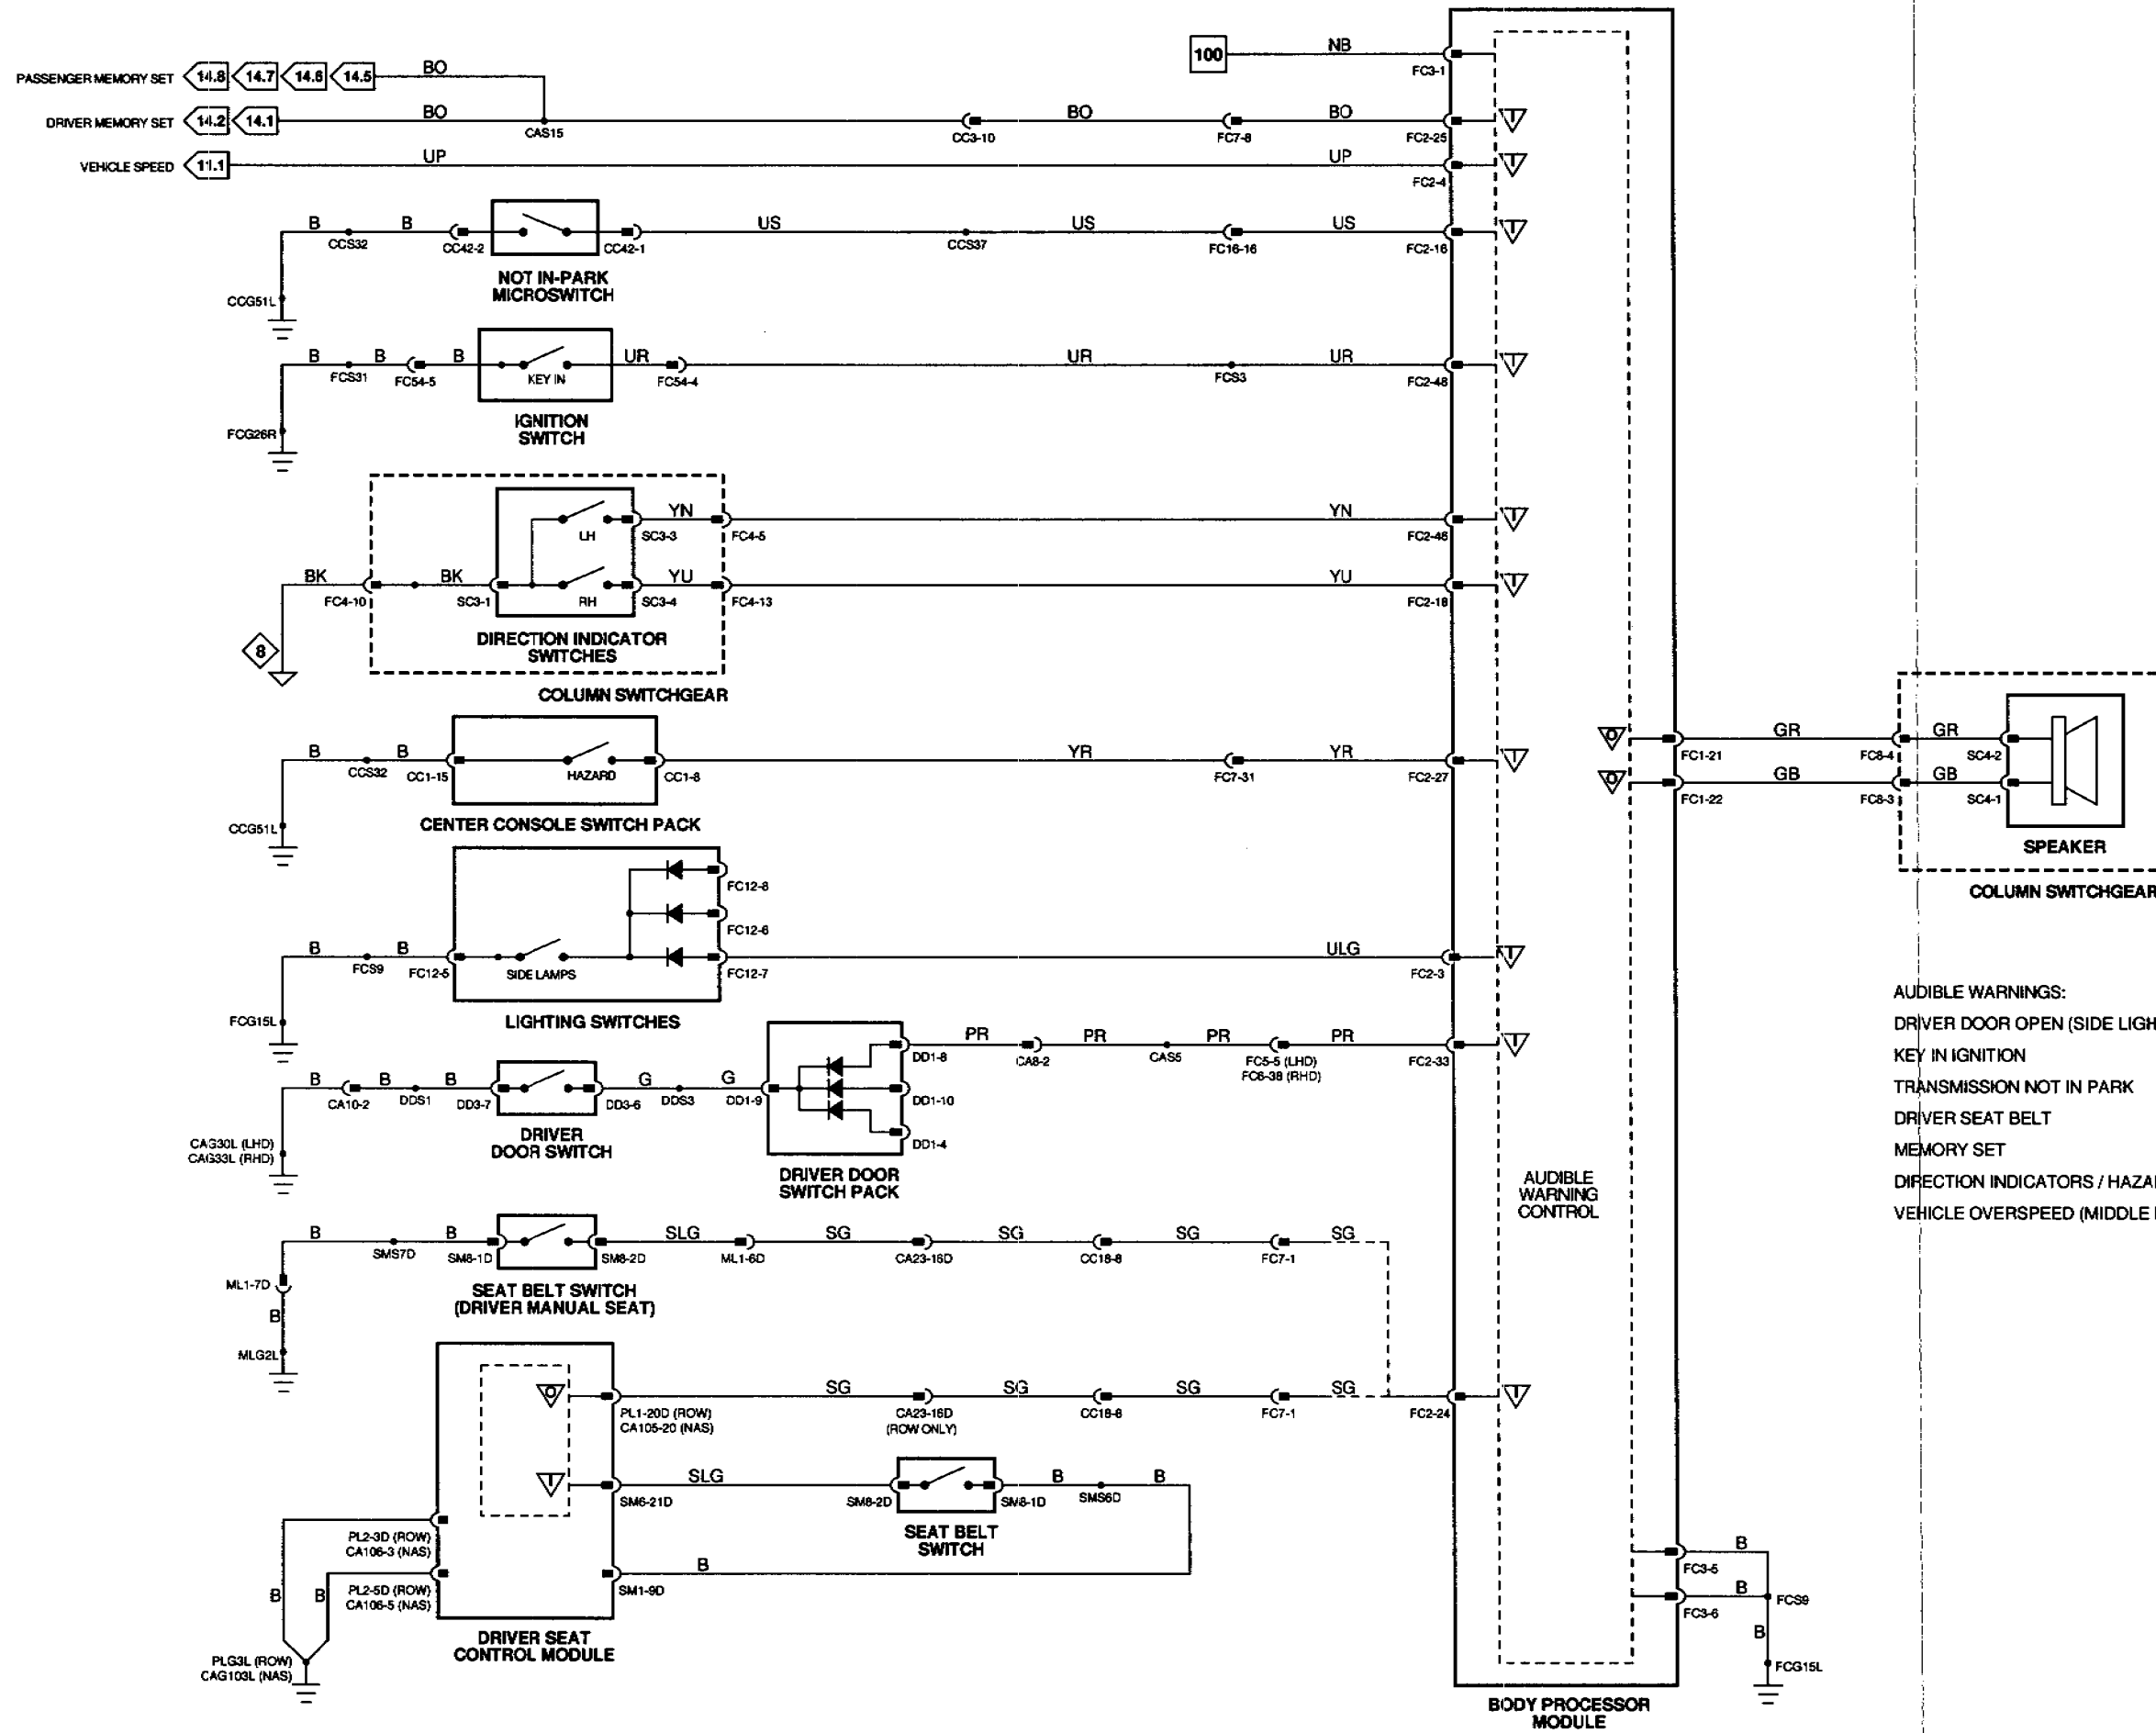 100
NB
FC3-1
PASSENGER MEMORY SET 14.8 14.7 14.6 14.5 BO
DRIVER MEMORY SET 14.2 14.1 BO BO BO
CAS15 CC3-10 FC7-8 FC2-25
VEHICLE SPEED 11.1 UP UP
FC2-4
B B US US US
CCS32 CC42-2 CC42-1 CCS37 FC16-16 FC2-16
NOT IN-PARK
MICROSWITCH
CCG51L
B B B UR UR UR
FCS31 FC54-5 KEY IN FC54-4 FCS3 FC2-48
IGNITION
SWITCH
FCG26R
YN YN
LH SC3-3 FC4-5 FC2-46
BK BK YU YU
FC4-10 SC3-1 RH SC3-4 FC4-13 FC2-18
8
DIRECTION INDICATOR
SWITCHES
COLUMN SWITCHGEAR
B B YR YR
CCS32 CC1-15 HAZARD CC1-8 FC7-31 FC2-27
CCG51L
CENTER CONSOLE SWITCH PACK
O GR GR
FC1-21 FC8-4 SC4-2
O GB GB
FC1-22 FC8-3 SC4-1
SPEAKER
COLUMN SWITCHGEAR
FC12-8
FC12-6
B B ULG
FCS9 FC12-5 SIDE LAMPS FC12-7 FC2-3
FCG15L
LIGHTING SWITCHES
PR PR PR PR
DD1-8 CA8-2 CAS5 FC5-5 (LHD) FC2-33
FC6-38 (RHD)
B B B G G
CA10-2 DDS1 DD3-7 DD3-6 DDS3 DD1-9 DD1-10
DD1-4
CAG30L (LHD)
CAG33L (RHD)
DRIVER
DOOR SWITCH
DRIVER DOOR
SWITCH PACK
AUDIBLE WARNINGS:
DRIVER DOOR OPEN (SIDE LIGH
KEY IN IGNITION
TRANSMISSION NOT IN PARK
DRIVER SEAT BELT
MEMORY SET
DIRECTION INDICATORS / HAZA
VEHICLE OVERSPEED (MIDDLE
AUDIBLE
WARNING
CONTROL
B B SLG SG SG SG SG
SMS7D SM8-1D SM8-2D ML1-6D CA23-16D CC18-8 FC7-1
ML1-7D
SEAT BELT SWITCH
(DRIVER MANUAL SEAT)
B
MLG2L
O SG SG SG SG
PL1-20D (ROW) CA23-16D CC18-8 FC7-1 FC2-24
CA105-20 (NAS) (ROW ONLY)
I SLG B B
SM6-21D SM8-2D SM8-1D SMS6D
SEAT BELT
SWITCH
PL2-3D (ROW)
CA106-3 (NAS)
B
SM1-9D
PL2-5D (ROW)
CA106-5 (NAS)
B B
DRIVER SEAT
CONTROL MODULE
PLG3L (ROW)
CAG103L (NAS)
B
FC3-5
B
FC3-6 FCS9
B
FCG15L
BODY PROCESSOR
MODULE